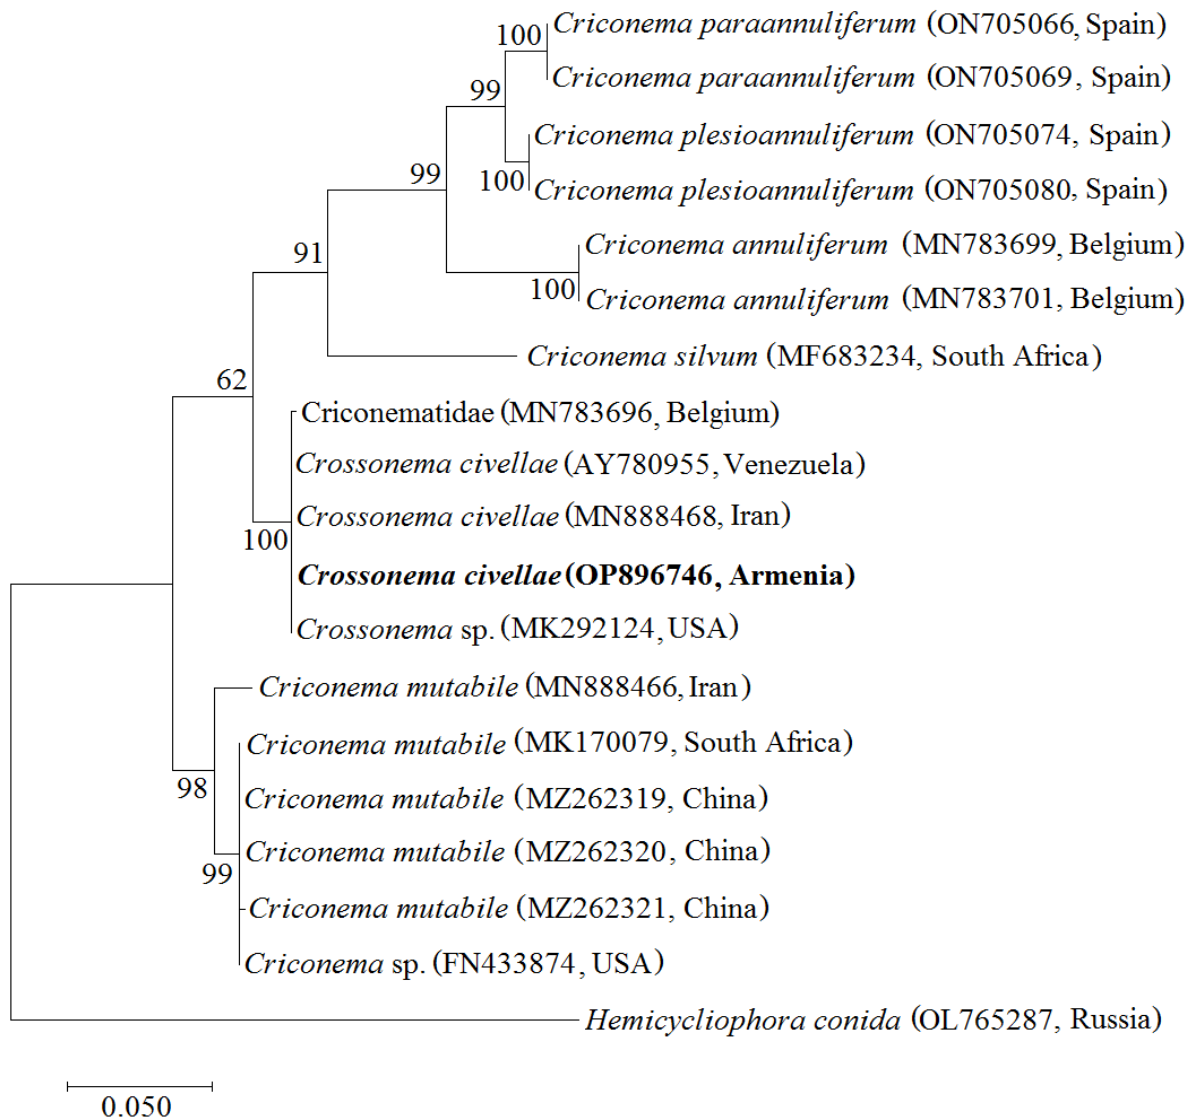 Criconema paraannuliferum (ON705066, Spain)
100
Criconema paraannuliferum (ON705069, Spain)
99
Criconema plesioannuliferum (ON705074, Spain)
99
100
Criconema plesioannuliferum (ON705080, Spain)
91
Criconema annuliferum (MN783699, Belgium)
100
Criconema annuliferum (MN783701, Belgium)
Criconema silvum (MF683234, South Africa)
62
Criconematidae (MN783696, Belgium)
Crossonema civellae (AY780955, Venezuela)
Crossonema civellae (MN888468, Iran)
100
Crossonema civellae (OP896746, Armenia)
Crossonema sp. (MK292124, USA)
Criconema mutabile (MN888466, Iran)
Criconema mutabile (MK170079, South Africa)
98
Criconema mutabile (MZ262319, China)
Criconema mutabile (MZ262320, China)
99
Criconema mutabile (MZ262321, China)
Criconema sp. (FN433874, USA)
Hemicycliophora conida (OL765287, Russia)
0.050